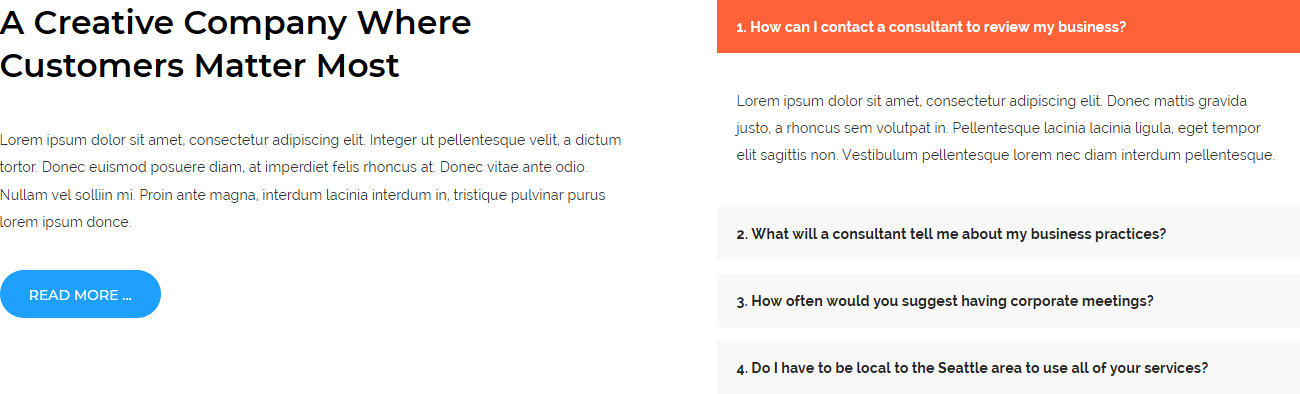 A Creative Company Where
Customers Matter Most
Lorem ipsum dolor sit amet, consectetur adipiscing elit. Integer ut pellentesque velit, a dictum
tortor. Donec euismod posuere diam, at imperdiet felis rhoncus at. Donec vitae ante odio.
Nullam vel solliin mi. Proin ante magna, interdum lacinia interdum in, tristique pulvinar purus
lorem ipsum donce.
READ MORE ...
1. How can I contact a consultant to review my business?
Lorem ipsum dolor sit amet, consectetur adipiscing elit. Donec mattis gravida
justo, a rhoncus sem volutpat in. Pellentesque lacinia lacinia ligula, eget tempor
elit sagittis non. Vestibulum pellentesque lorem nec diam interdum pellentesque.
2. What will a consultant tell me about my business practices?
3. How often would you suggest having corporate meetings?
4. Do I have to be local to the Seattle area to use all of your services?